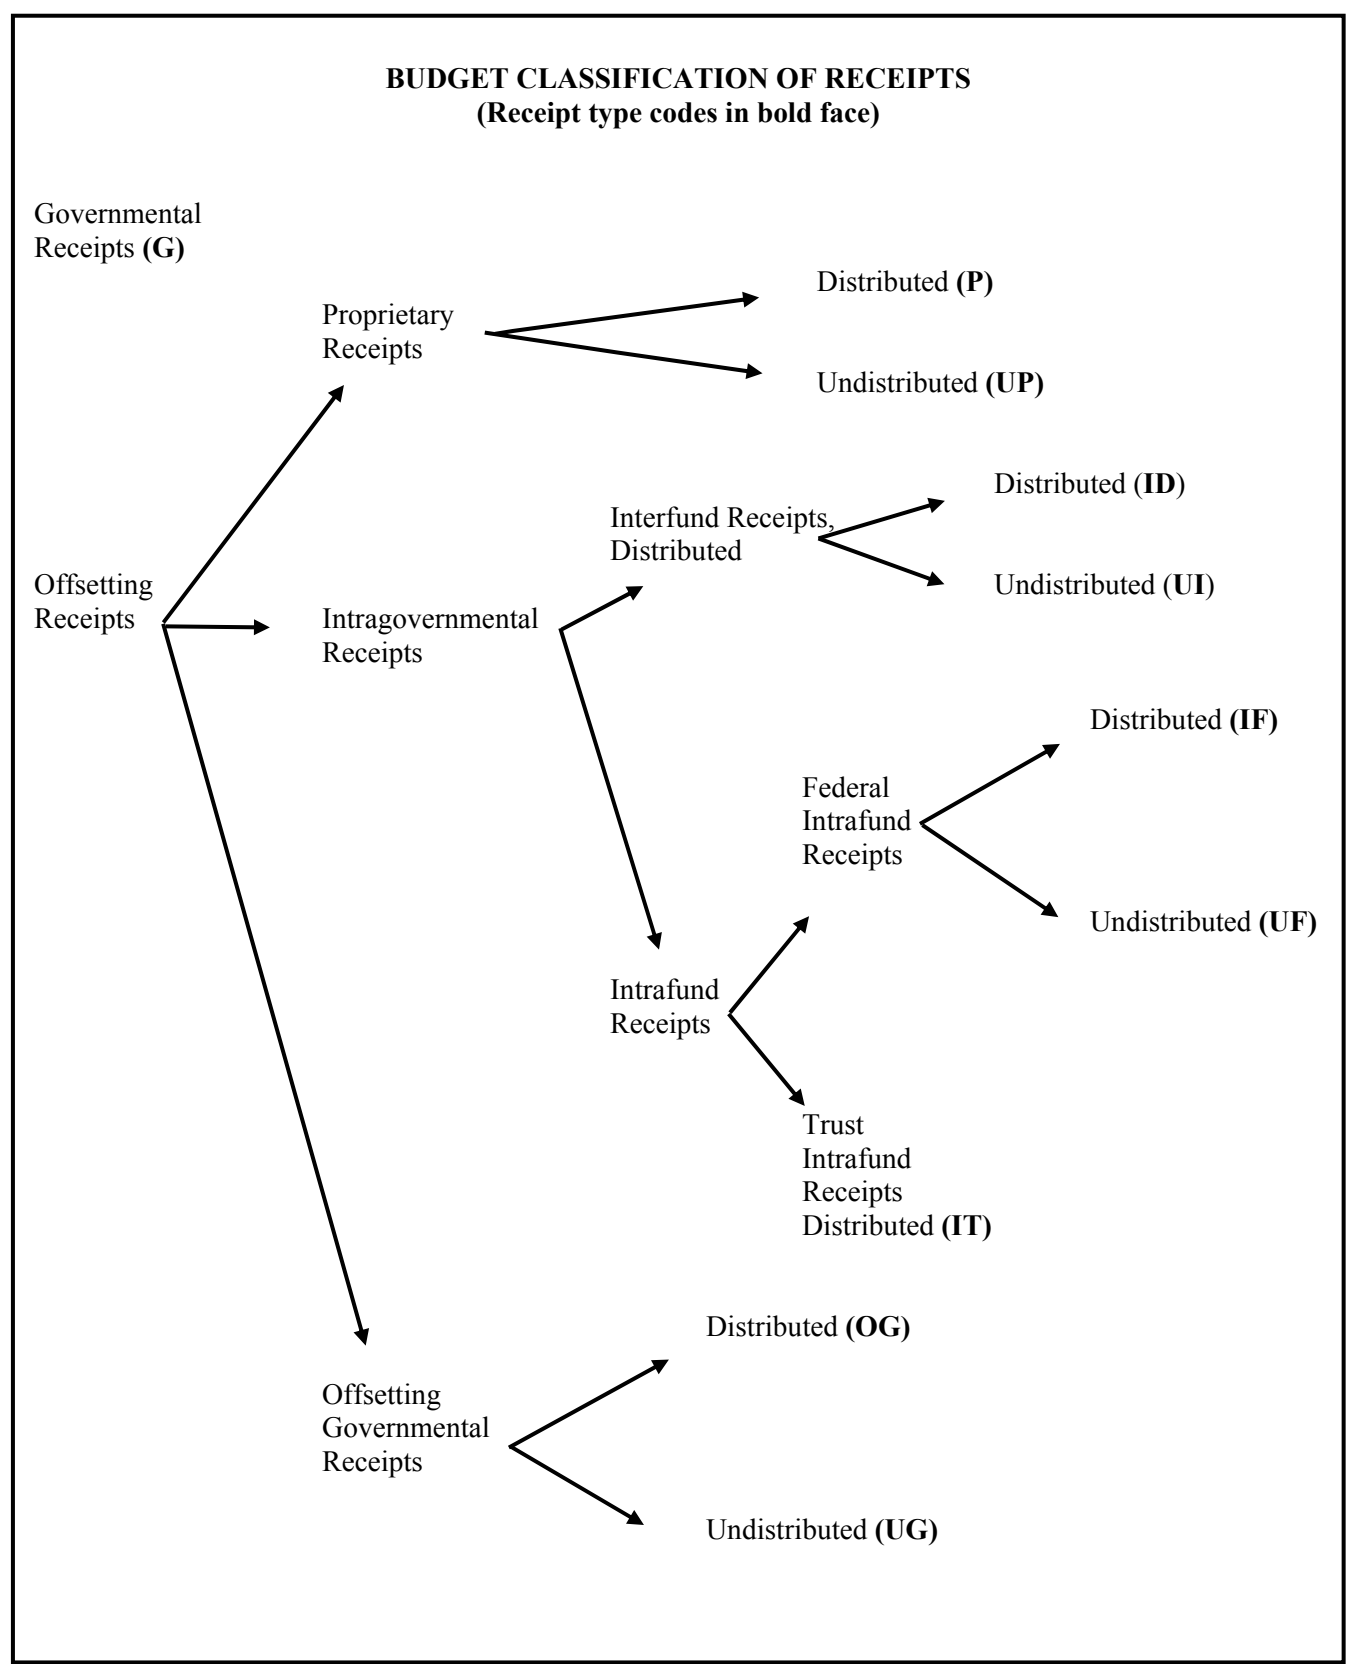 BUDGET CLASSIFICATION OF RECEIPTS
(Receipt type codes in bold face)
Governmental
Receipts (G)
Distributed (P)
Proprietary
Receipts
Undistributed (UP)
Distributed (ID)
Interfund Receipts,
Distributed
Offsetting
Receipts
Undistributed (UI)
Intragovernmental
Receipts
Distributed (IF)
Federal
Intrafund
Receipts
Undistributed (UF)
Intrafund
Receipts
Trust
Intrafund
Receipts
Distributed (IT)
Distributed (OG)
Offsetting
Governmental
Receipts
Undistributed (UG)